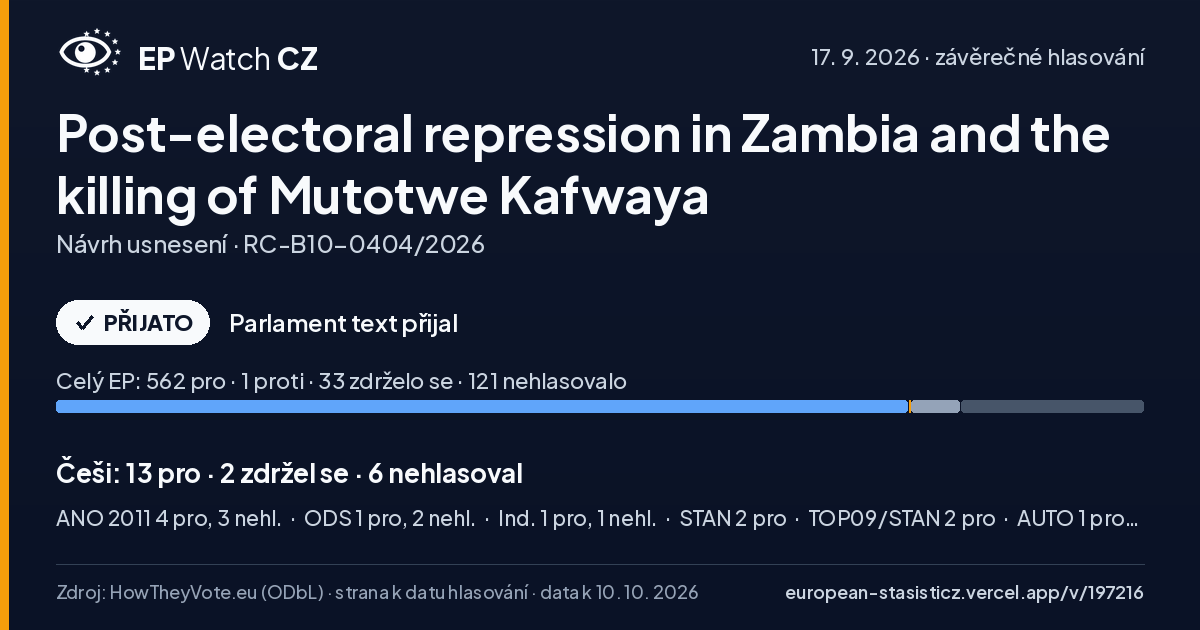 EP Watch CZ
17. 9. 2026 · závěrečné hlasování
Post-electoral repression in Zambia and the
killing of Mutotwe Kafwaya
Návrh usnesení · RC-B10-0404/2026
✓ PŘIJATO
Parlament text přijal
Celý EP: 562 pro · 1 proti · 33 zdrželo se · 121 nehlasovalo
Češi: 13 pro · 2 zdržel se · 6 nehlasoval
ANO 2011 4 pro, 3 nehl. · ODS 1 pro, 2 nehl. · Ind. 1 pro, 1 nehl. · STAN 2 pro · TOP09/STAN 2 pro · AUTO 1 pro…
Zdroj: HowTheyVote.eu (ODbL) · strana k datu hlasování · data k 10. 10. 2026
european-stasisticz.vercel.app/v/197216